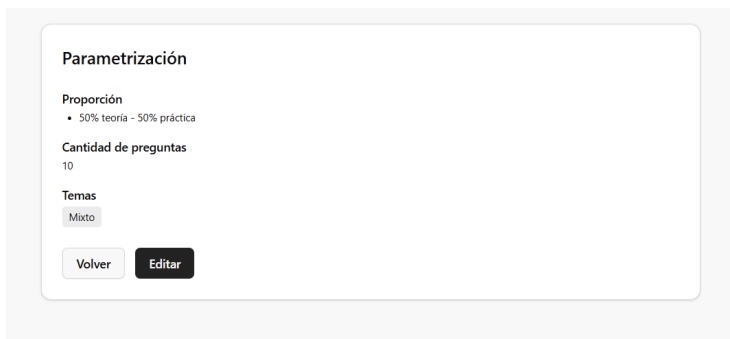 Parametrización
Proporción
• 50% teoría - 50% práctica
Cantidad de preguntas
10
Temas
Mixto
Volver Editar